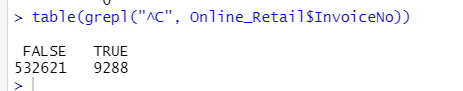 > table(grepl("^C", Online_Retail$InvoiceNo))
FALSE TRUE
532621 9288
>